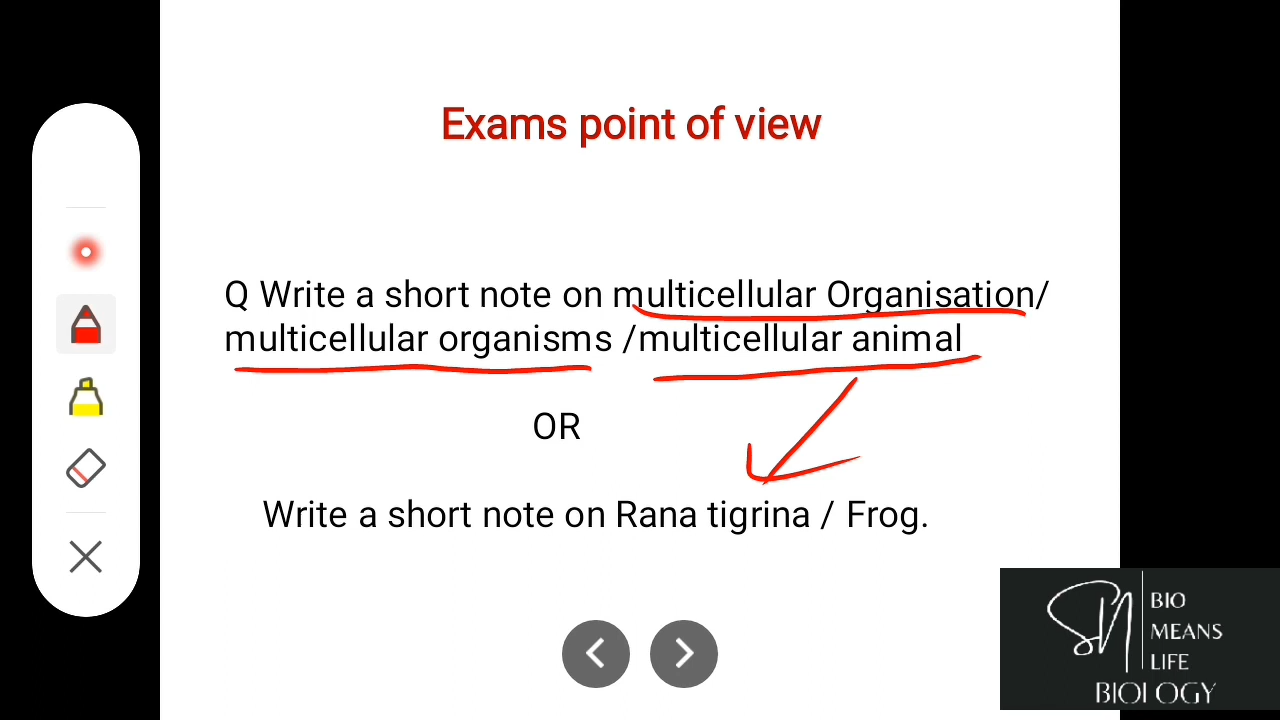 Exams point of view
Q Write a short note on multicellular Organisation/
multicellular organisms /multicellular animal
OR
Write a short note on Rana tigrina / Frog.
SN
BIO
MEANS
LIFE
BIOLOGY